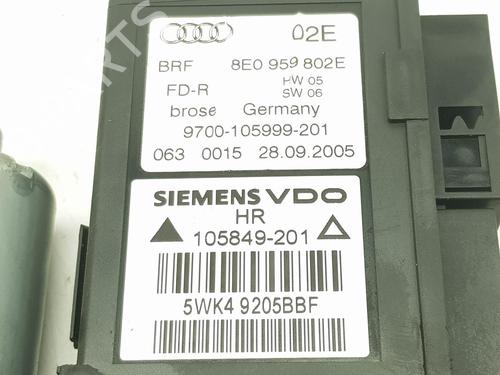 02E
BRF 8E0 959 802E
FD-R HW 05
SW 06
brose Germany
9700-105999-201
063 0015 28.09.2005
SIEMENS VDO
HR
105849-201
5WK4 9205BBF